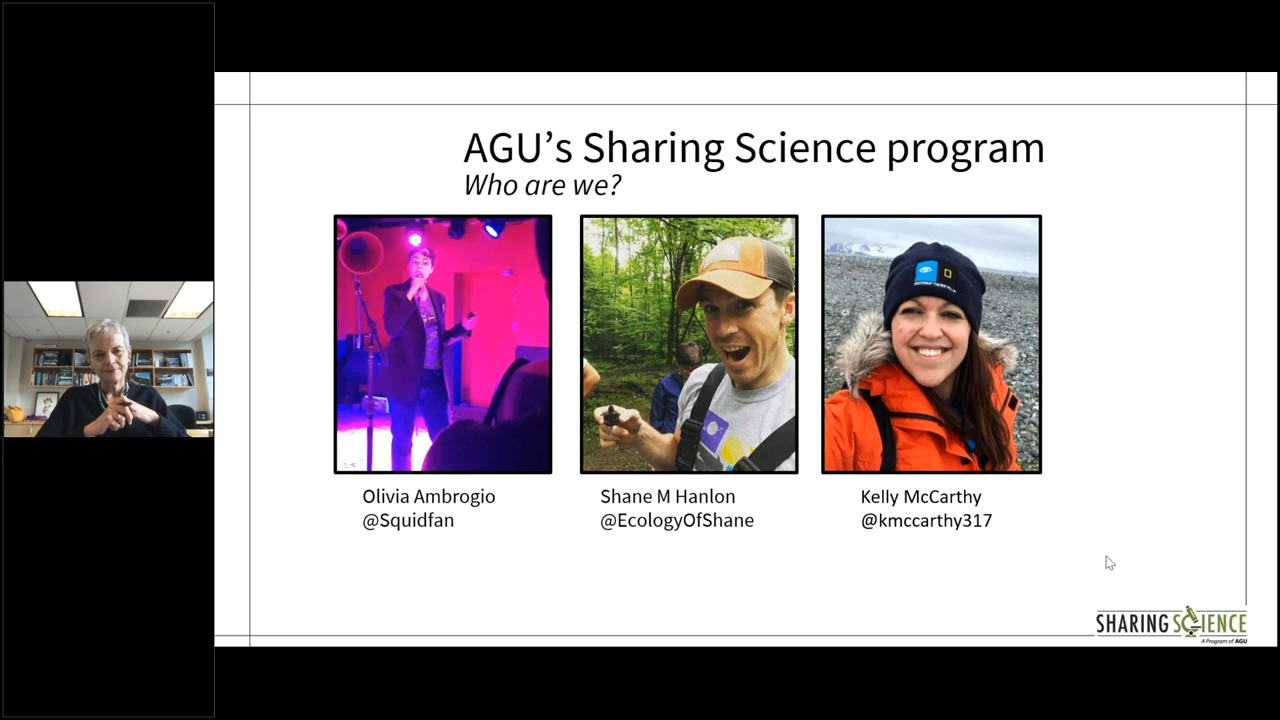 AGU’s Sharing Science program
Who are we?
Olivia Ambrogio
@Squidfan
Shane M Hanlon
@EcologyOfShane
Kelly McCarthy
@kmccarthy317
SHARING SCIENCE
A Program of AGU